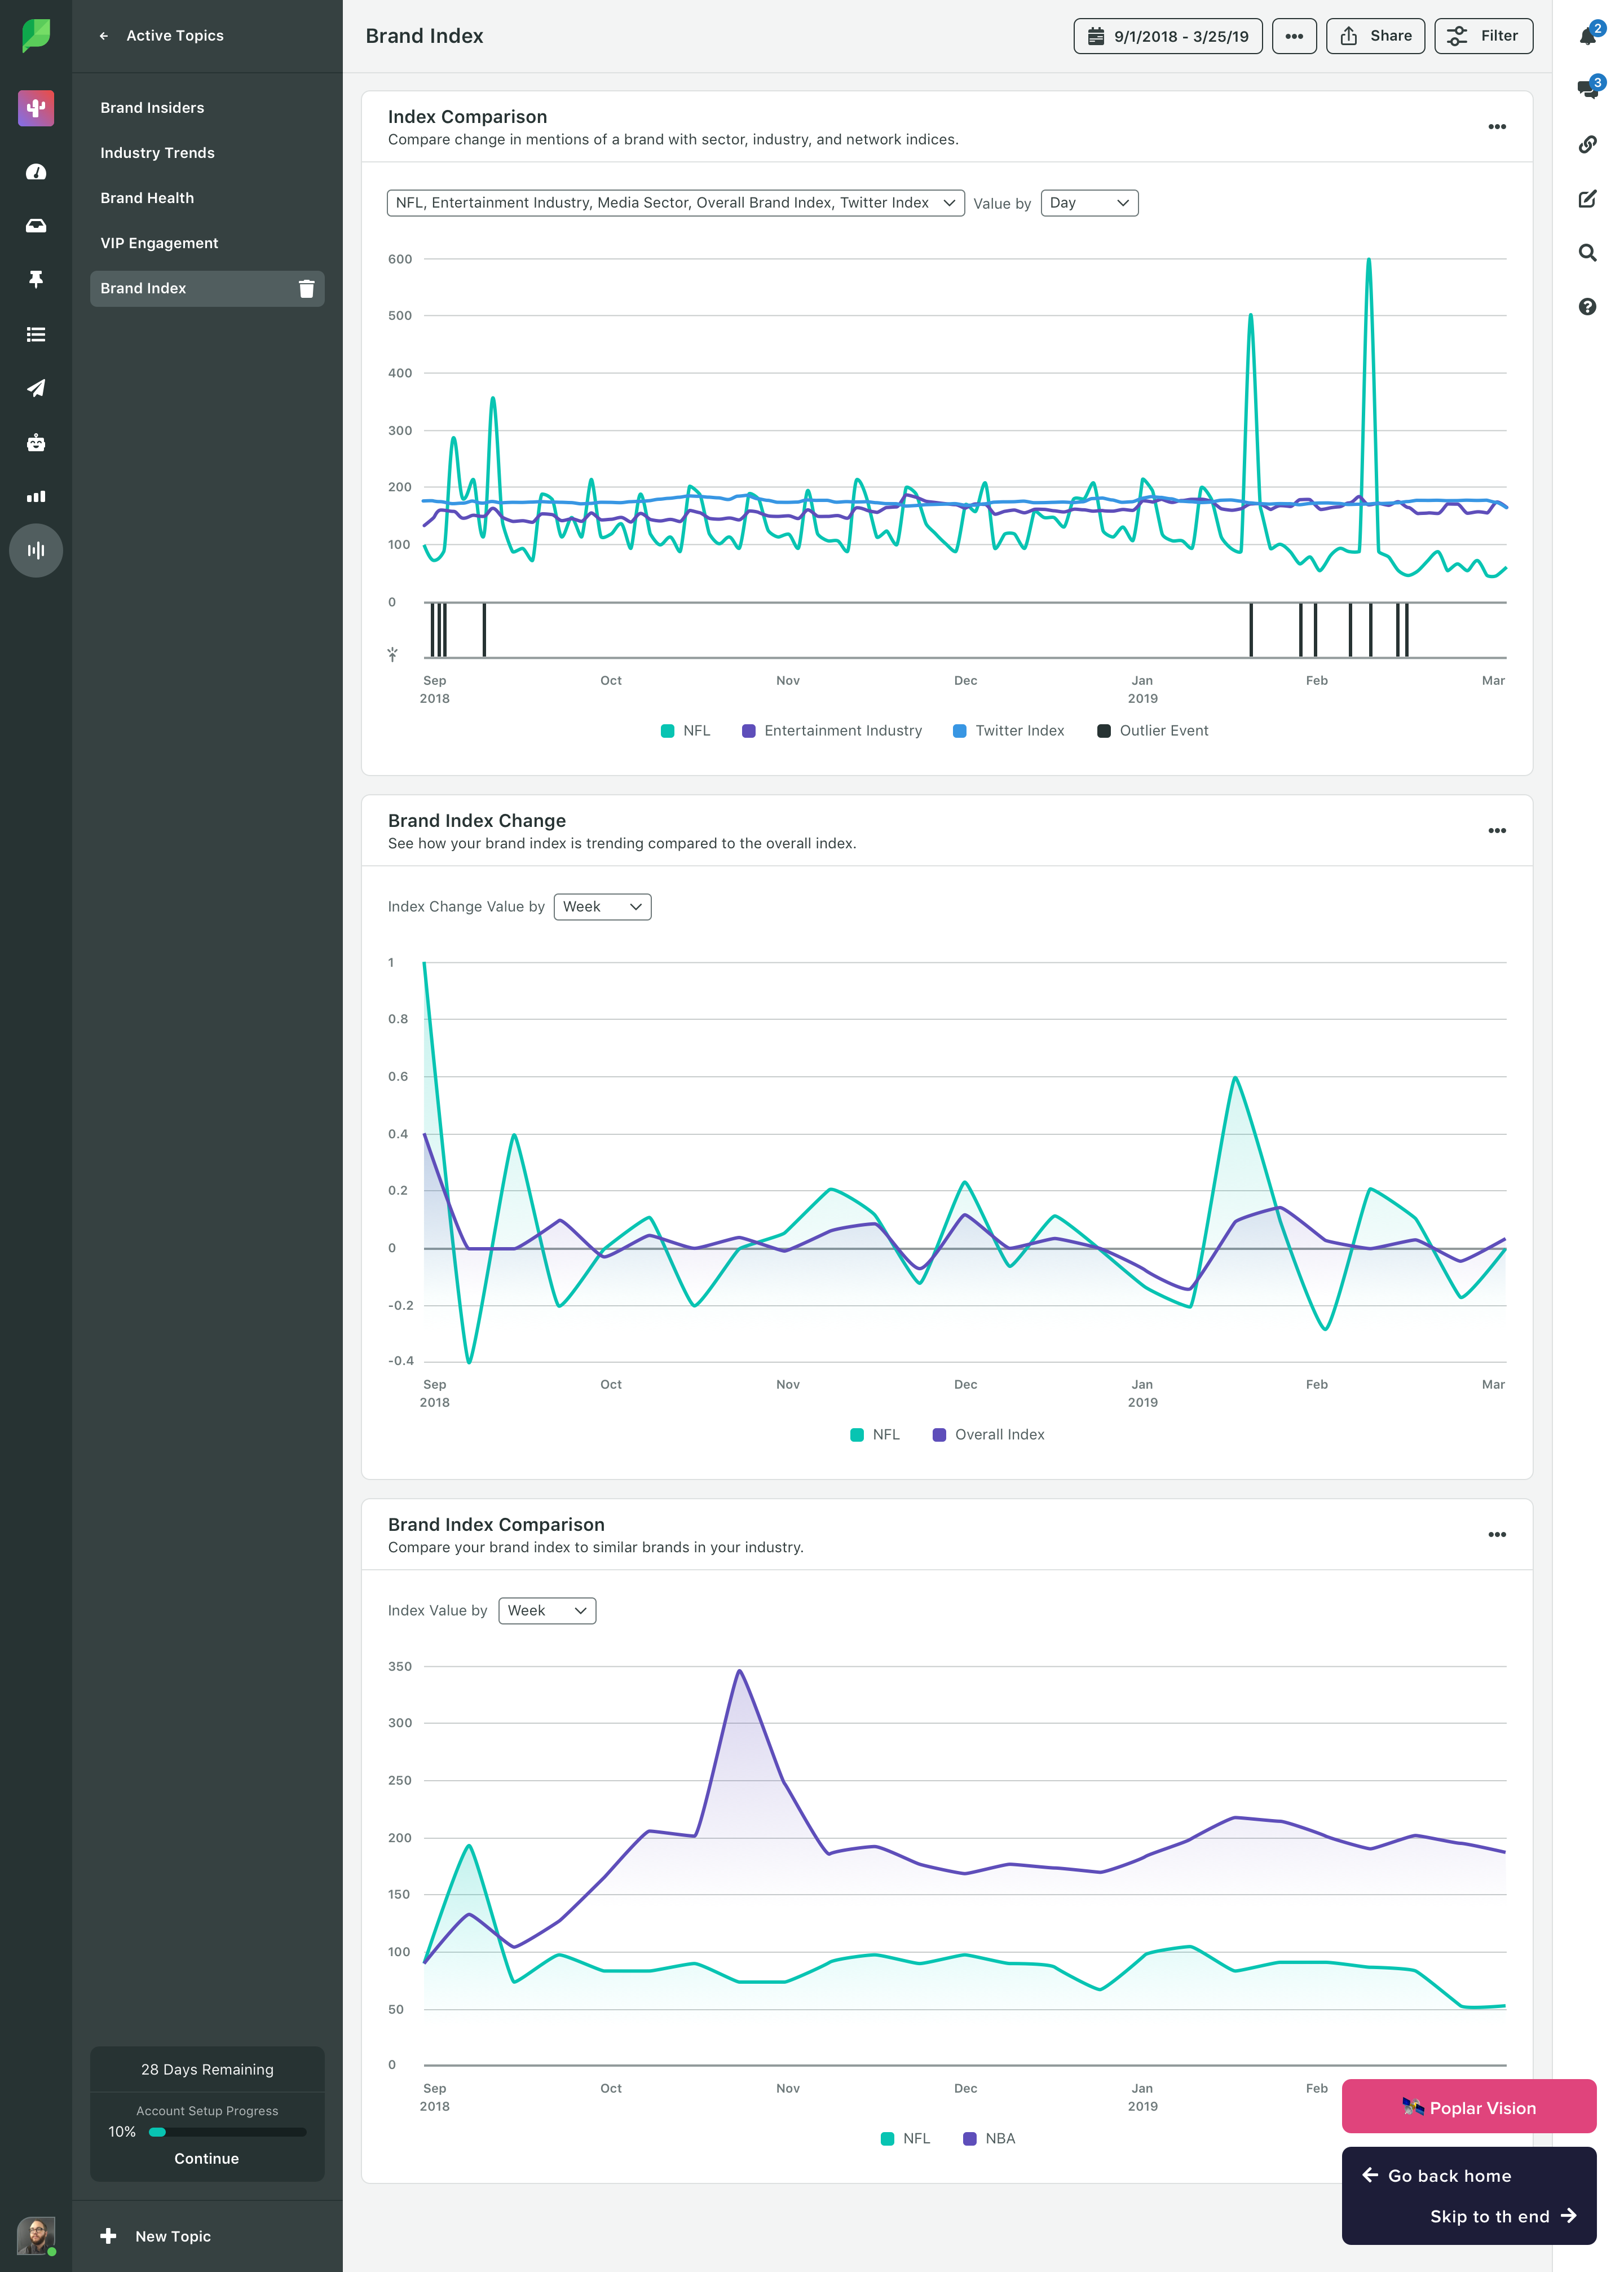 Active Topics
Brand Insiders
Industry Trends
Brand Health
VIP Engagement
Brand Index
28 Days Remaining
Account Setup Progress
10%
Continue
New Topic
Brand Index
9/1/2018 - 3/25/19
Share
Filter
2
3
Index Comparison
Compare change in mentions of a brand with sector, industry, and network indices.
NFL, Entertainment Industry, Media Sector, Overall Brand Index, Twitter Index
Value by
Day
600
500
400
300
200
100
0
Sep
2018
Oct
Nov
Dec
Jan
2019
Feb
Mar
NFL
Entertainment Industry
Twitter Index
Outlier Event
Brand Index Change
See how your brand index is trending compared to the overall index.
Index Change Value by
Week
1
0.8
0.6
0.4
0.2
0
-0.2
-0.4
Sep
2018
Oct
Nov
Dec
Jan
2019
Feb
Mar
NFL
Overall Index
Brand Index Comparison
Compare your brand index to similar brands in your industry.
Index Value by
Week
350
300
250
200
150
100
50
0
Sep
2018
Oct
Nov
Dec
Jan
2019
Feb
NFL
NBA
Poplar Vision
Go back home
Skip to th end